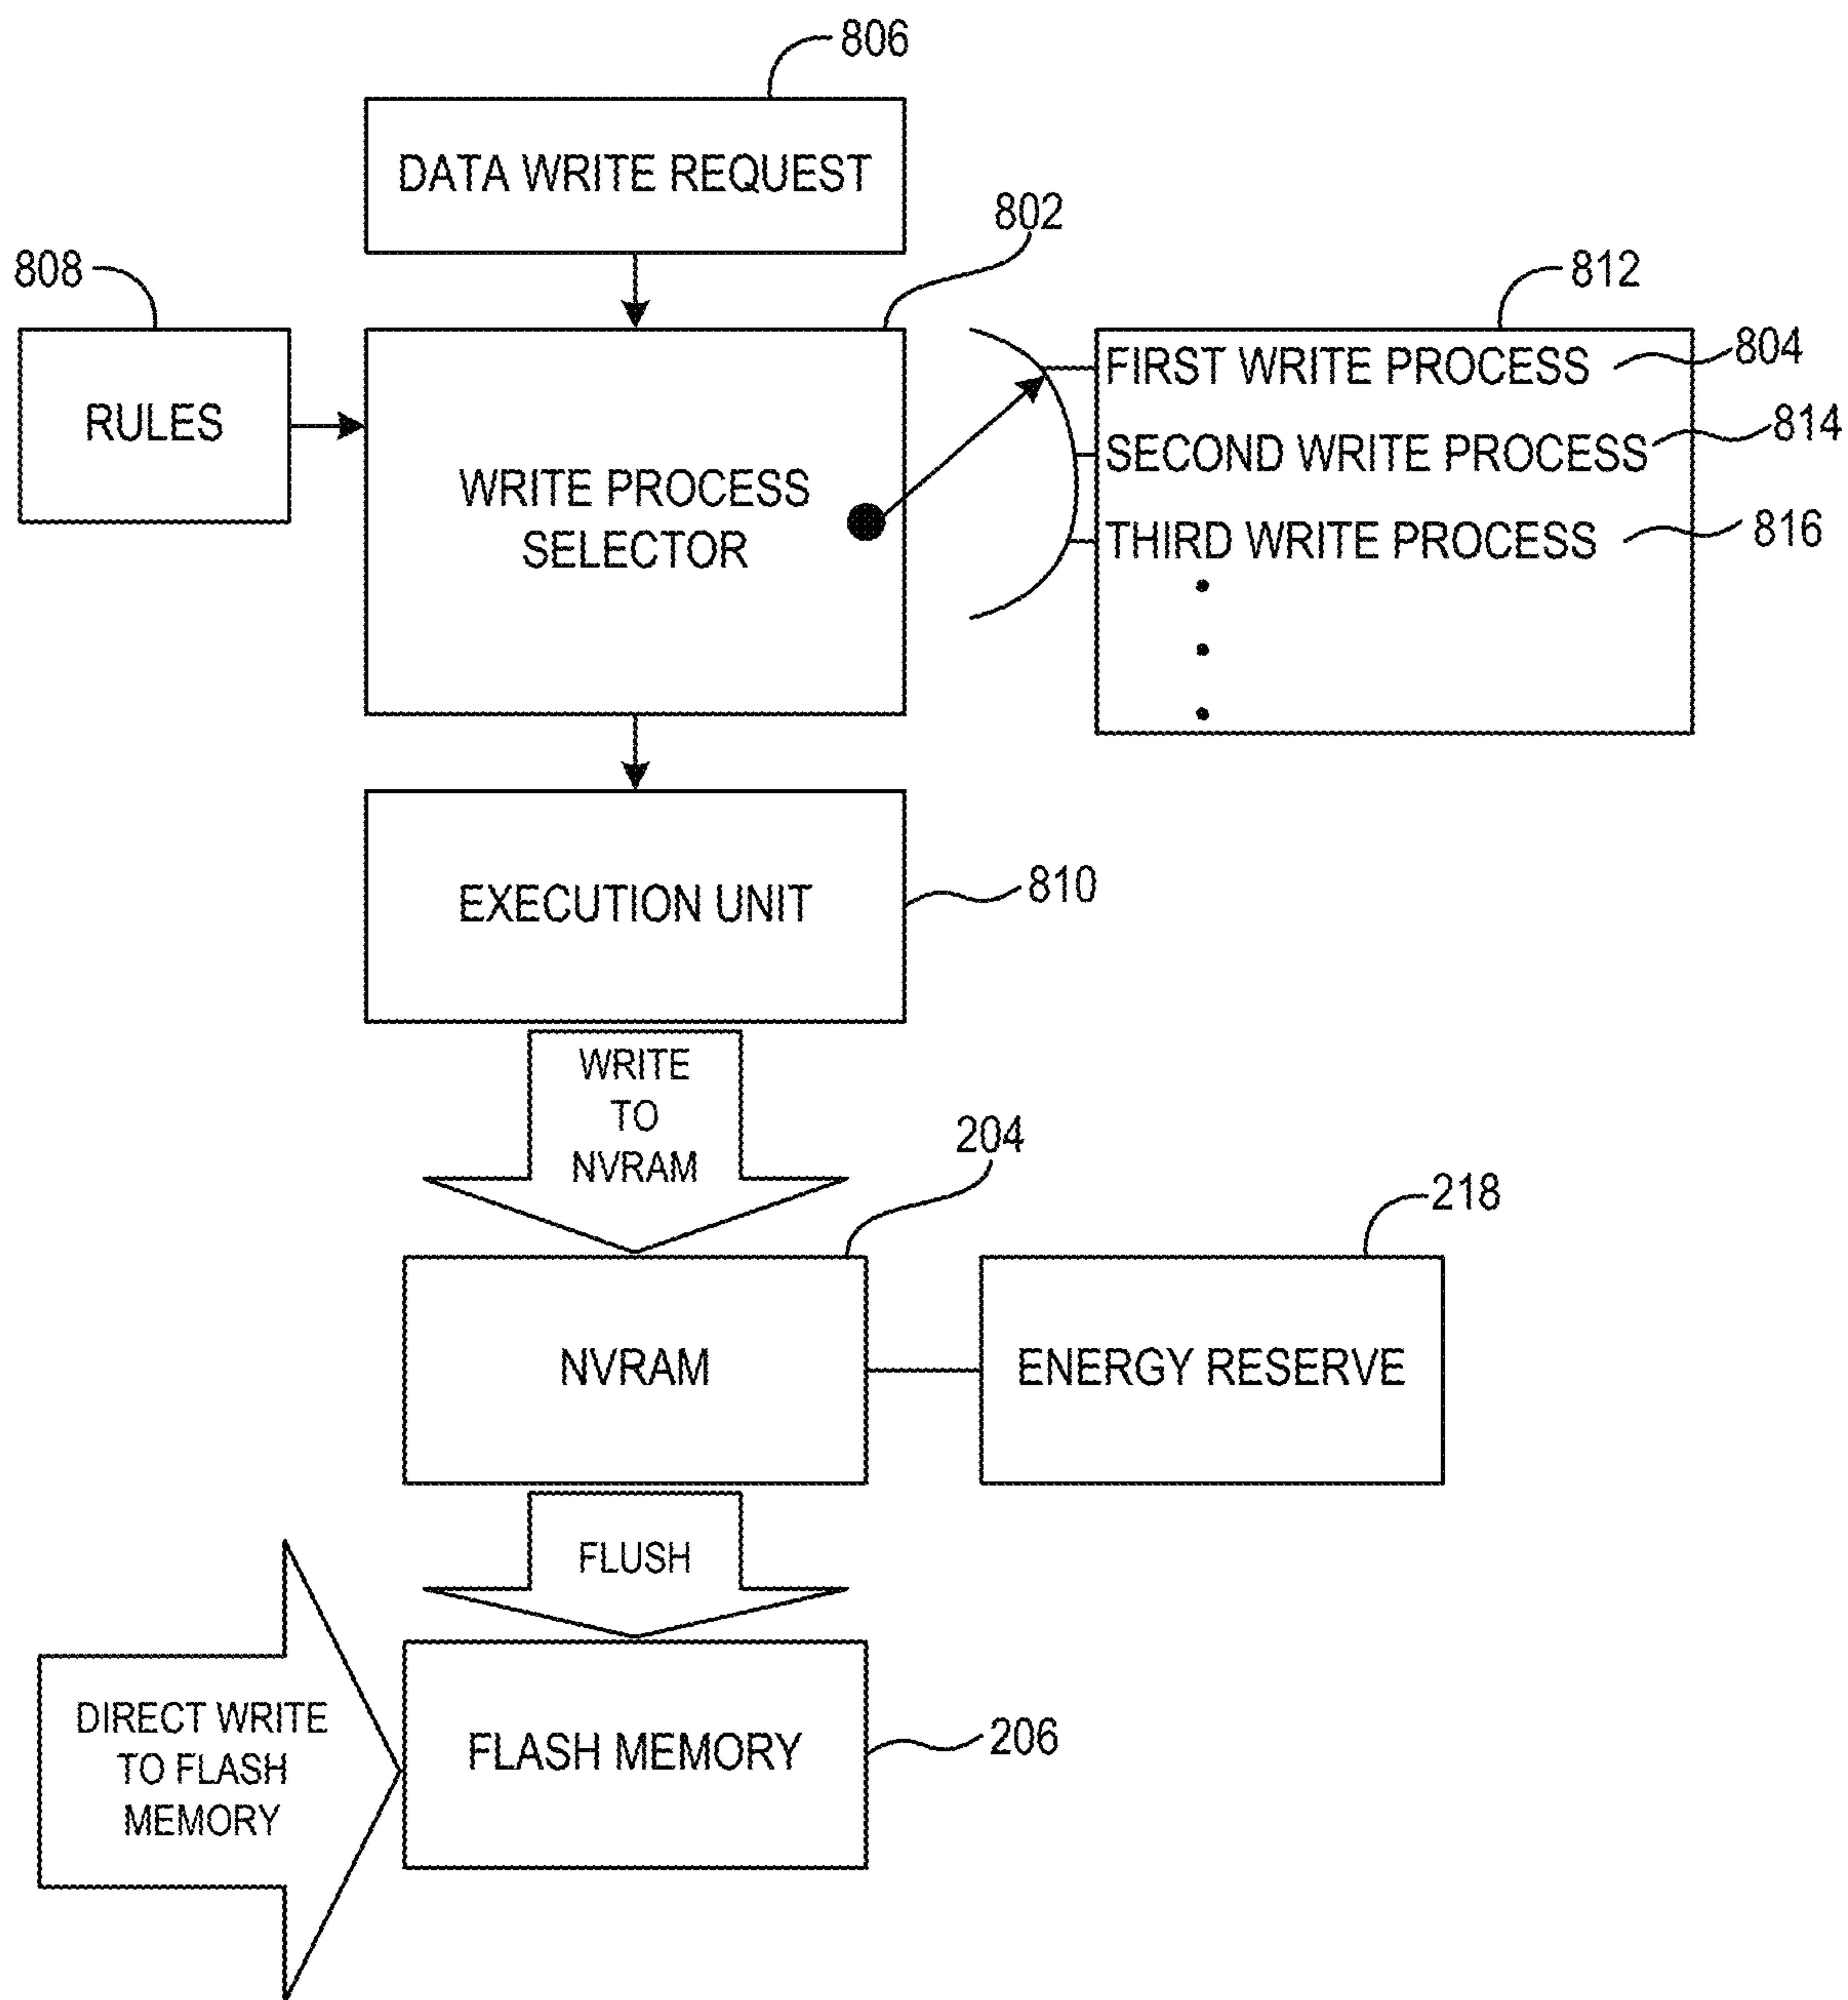 806
DATA WRITE REQUEST
802
808
812
RULES
WRITE PROCESS
SELECTOR
FIRST WRITE PROCESS 804
SECOND WRITE PROCESS 814
THIRD WRITE PROCESS 816
EXECUTION UNIT
810
WRITE
TO
NVRAM
204
218
NVRAM
ENERGY RESERVE
FLUSH
DIRECT WRITE
TO FLASH
MEMORY
FLASH MEMORY
206